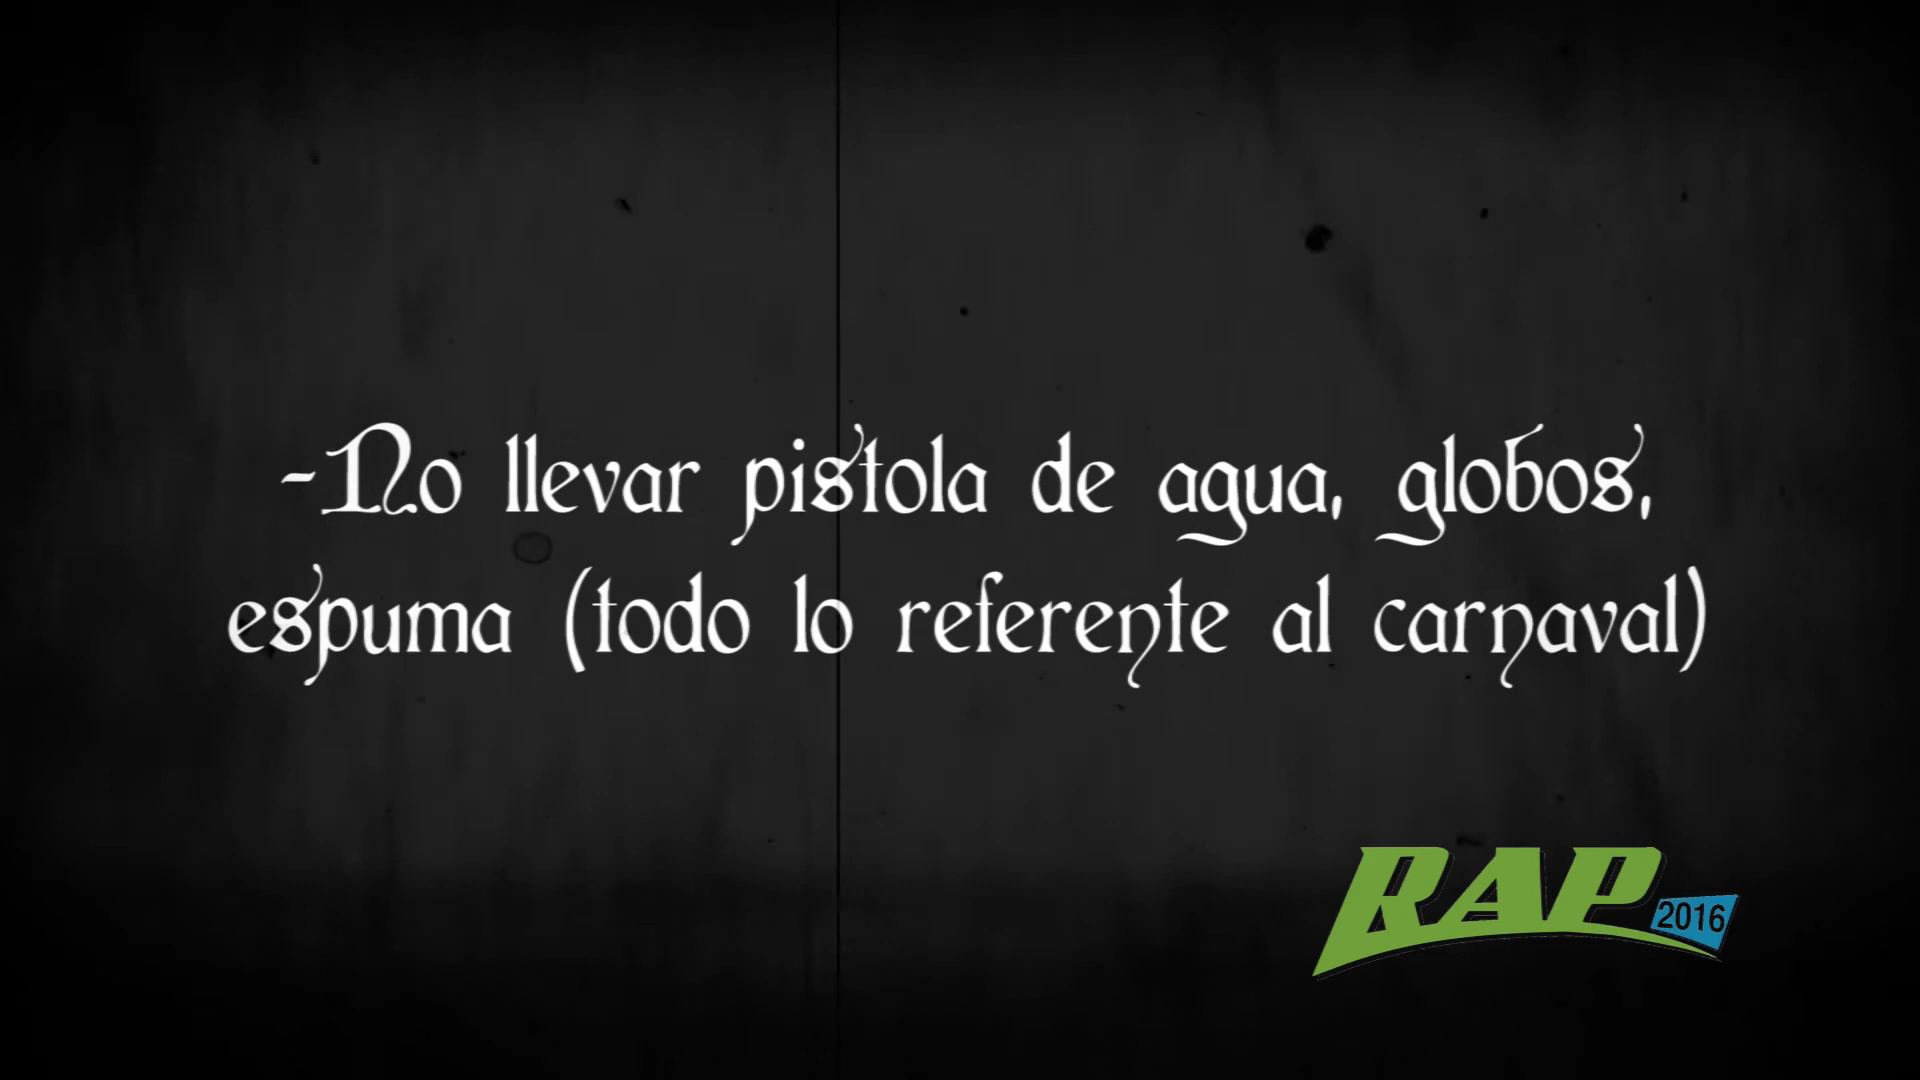 -No llevar pistola de agua, globos,
espuma (todo lo referente al carnaval)
RAP 2016